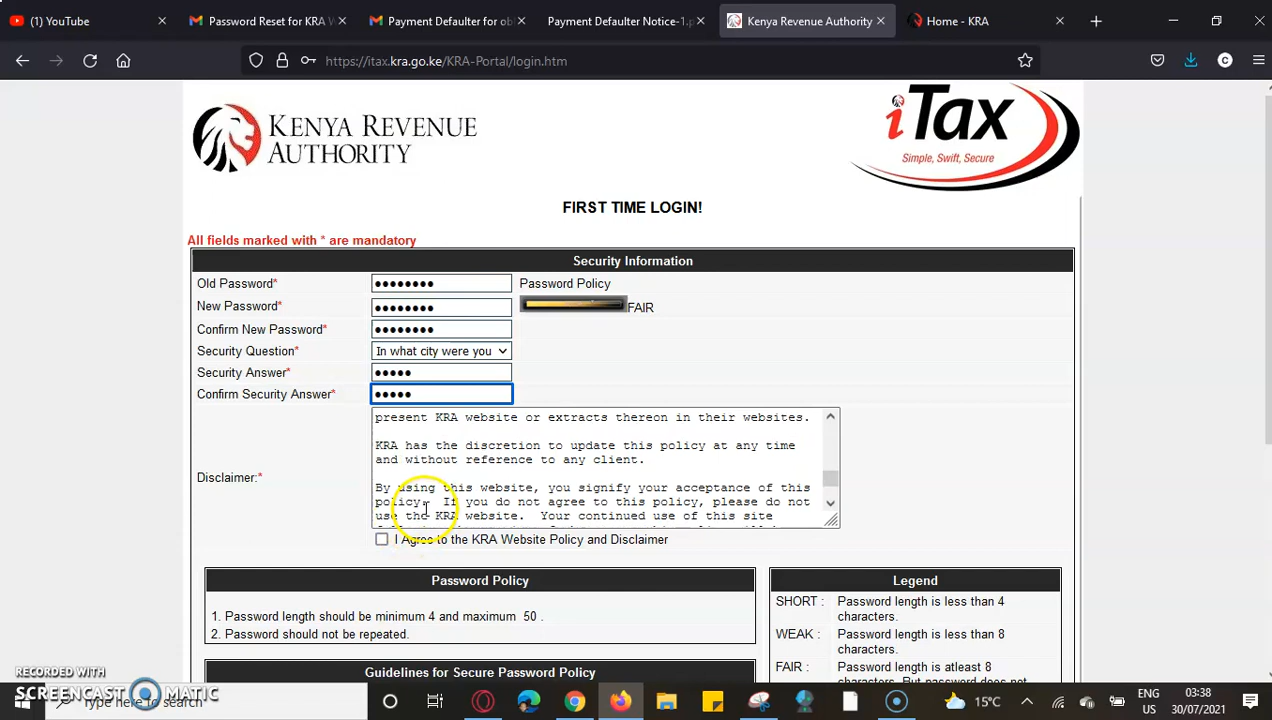 (1) YouTube
Password Reset for KRA
Payment Defaulter for ob
Payment Defaulter Notice-1.p
Kenya Revenue Authority
Home - KRA
https://itax.kra.go.ke/KRA-Portal/login.htm
C
KENYA REVENUE
AUTHORITY
iTax
Simple, Swift, Secure
FIRST TIME LOGIN!
All fields marked with * are mandatory
Security Information
Old Password*
Password Policy
New Password*
FAIR
Confirm New Password*
Security Question*
In what city were you
Security Answer*
Confirm Security Answer*
present KRA website or extracts thereon in their websites.
KRA has the discretion to update this policy at any time
and without reference to any client.
Disclaimer:*
By using this website, you signify your acceptance of this
policy. If you do not agree to this policy, please do not
use the KRA website. Your continued use of this site
I Agree to the KRA Website Policy and Disclaimer
Password Policy
1. Password length should be minimum 4 and maximum 50 .
2. Password should not be repeated.
Guidelines for Secure Password Policy
Legend
SHORT : Password length is less than 4
characters.
WEAK : Password length is less than 8
characters.
FAIR : Password length is atleast 8
characters. But password does not
RECORDED WITH
SCREENCAST MATIC
Type here to search
15°C
ENG
US
03:38
30/07/2021